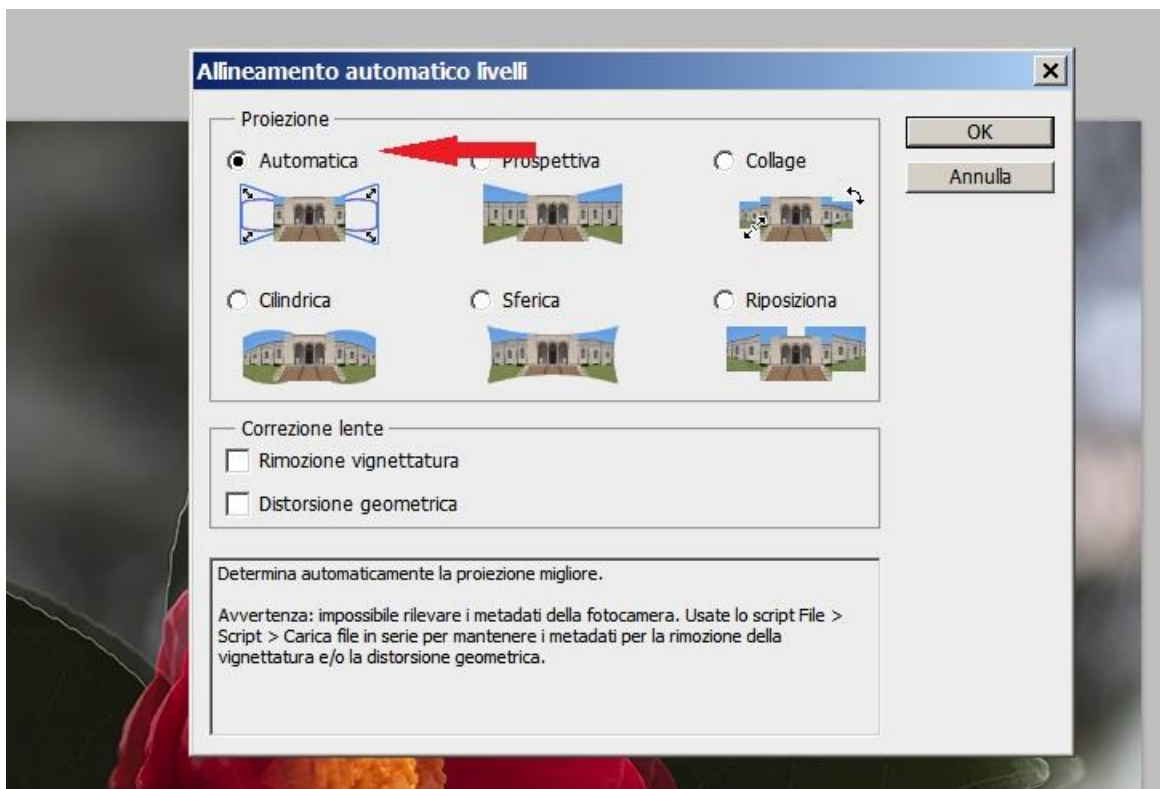 Allineamento automatico livelli
Proiezione
Automatica
Prospettiva
Collage
Cilindrica
Sferica
Riposiziona
OK
Annulla
Correzione lente
Rimozione vignettatura
Distorsione geometrica
Determina automaticamente la proiezione migliore.
Avvertenza: impossibile rilevare i metadati della fotocamera. Usate lo script File >
Script > Carica file in serie per mantenere i metadati per la rimozione della
vignettatura e/o la distorsione geometrica.